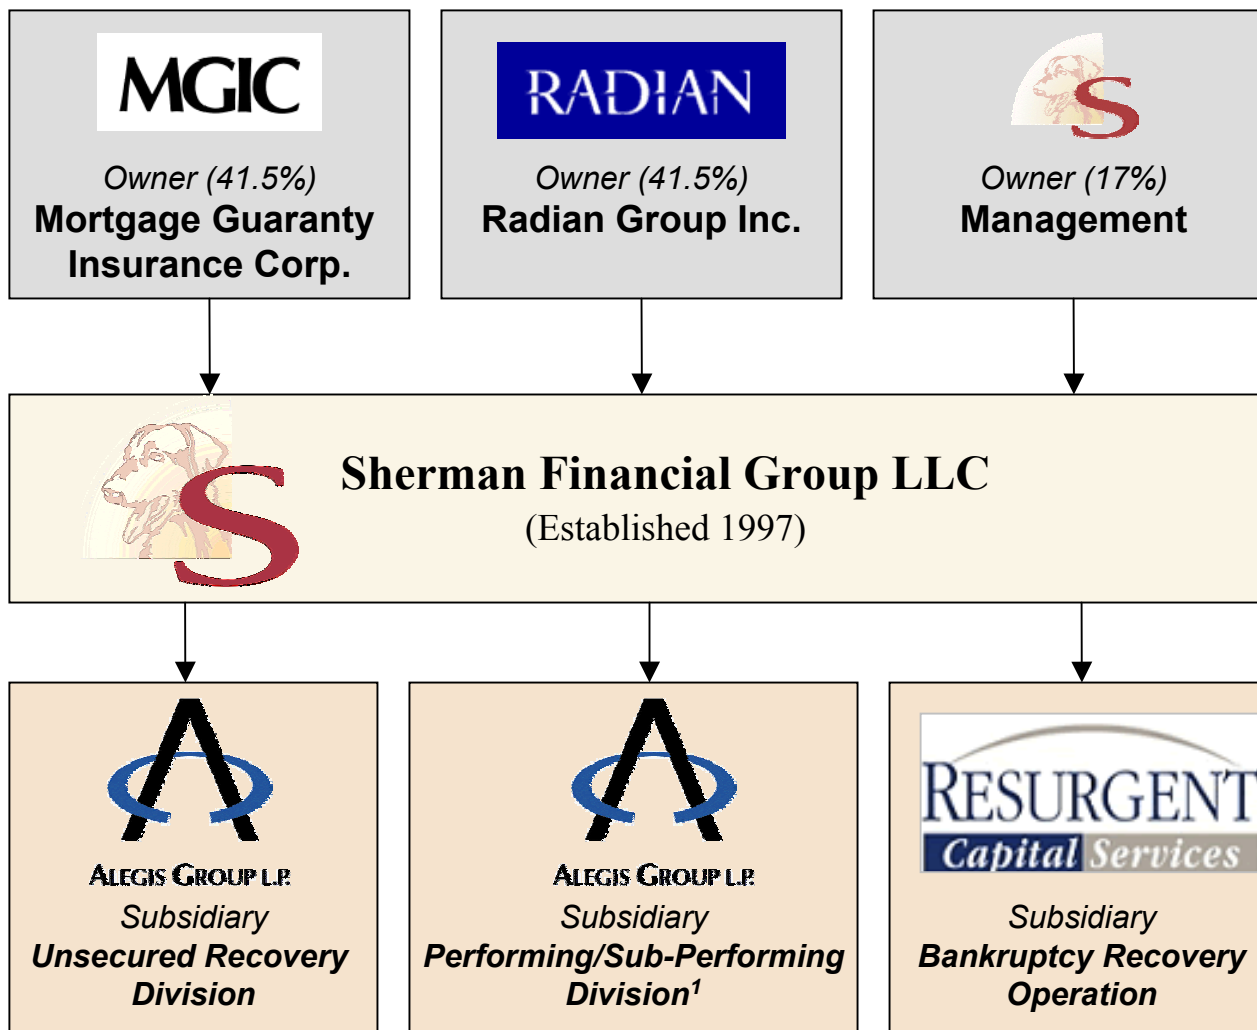 MGIC
Owner (41.5%)
Mortgage Guaranty
Insurance Corp.
RADIAN
Owner (41.5%)
Radian Group Inc.
S
Owner (17%)
Management
S
Sherman Financial Group LLC
(Established 1997)
ALEGIS GROUP L.P.
Subsidiary
Unsecured Recovery
Division
ALEGIS GROUP L.P.
Subsidiary
Performing/Sub-Performing
Division¹
RESURGENT
Capital Services
Subsidiary
Bankruptcy Recovery
Operation